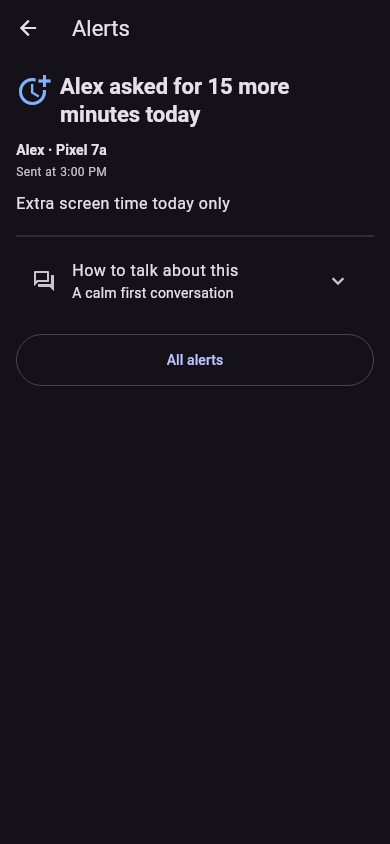 Alerts
Alex asked for 15 more
minutes today
Alex · Pixel 7a
Sent at 3:00 PM
Extra screen time today only
How to talk about this
A calm first conversation
All alerts